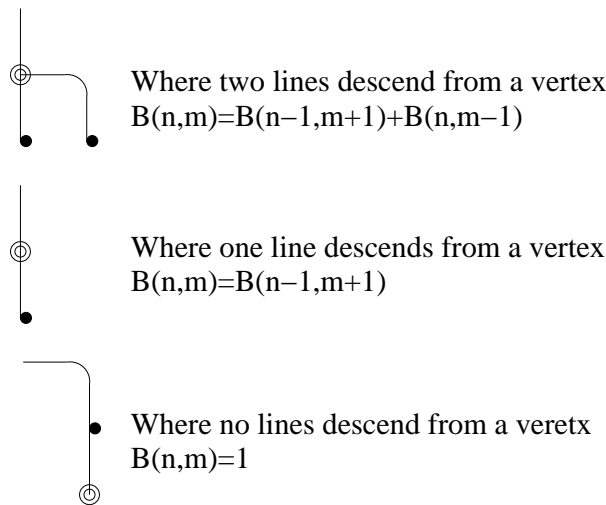 Where two lines descend from a vertex
B(n,m)=B(n−1,m+1)+B(n,m−1)
Where one line descends from a vertex
B(n,m)=B(n−1,m+1)
Where no lines descend from a veretx
B(n,m)=1